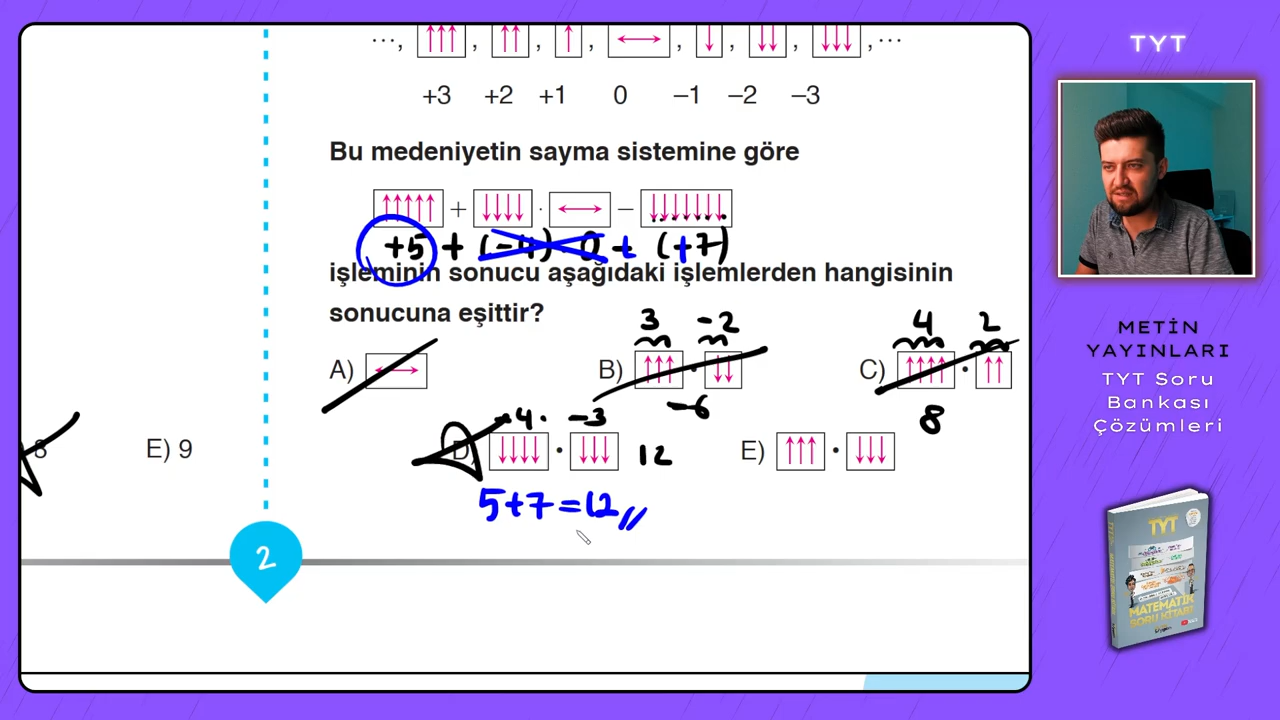 ..., ↑↑↑, ↑↑, ↑, ↔, ↓, ↓↓, ↓↓↓, ...
+3 +2 +1 0 –1 –2 –3
Bu medeniyetin sayma sistemine göre
↑↑↑↑↑ + ↓↓↓↓ · ↔ – ↓↓↓↓↓↓↓
+5 + (-4) · 0 + (+7)
işleminin sonucu aşağıdaki işlemlerden hangisinin
sonucuna eşittir?
3 -2 4 2
A) ↔ B) ↑↑↑ · ↓↓ C) ↑↑↑↑ · ↑↑
-6 8
-4 · -3
D) ↓↓↓↓ · ↓↓↓ 12 E) ↑↑↑ · ↓↓↓
5+7=12//
8 E) 9
2
TYT
METİN
YAYINLARI
TYT Soru
Bankası
Çözümleri
TYT
MATEMATİK
SORU KİTABI